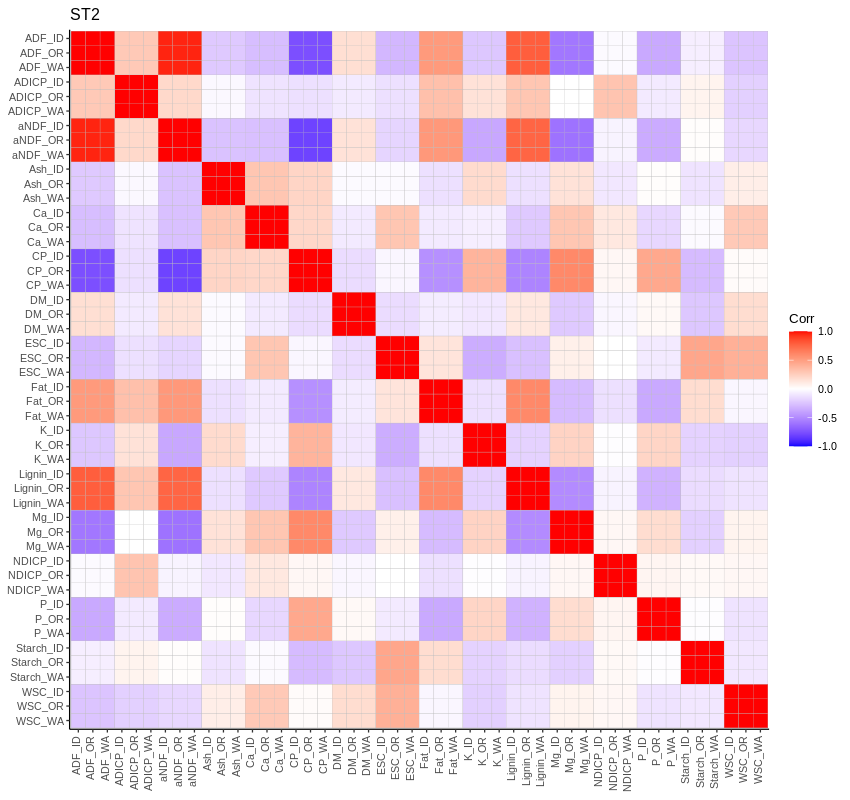 ST2
ADF_ID
ADF_OR
ADF_WA
ADICP_ID
ADICP_OR
ADICP_WA
aNDF_ID
aNDF_OR
aNDF_WA
Ash_ID
Ash_OR
Ash_WA
Ca_ID
Ca_OR
Ca_WA
CP_ID
CP_OR
CP_WA
DM_ID
DM_OR
DM_WA
ESC_ID
ESC_OR
ESC_WA
Fat_ID
Fat_OR
Fat_WA
K_ID
K_OR
K_WA
Lignin_ID
Lignin_OR
Lignin_WA
Mg_ID
Mg_OR
Mg_WA
NDICP_ID
NDICP_OR
NDICP_WA
P_ID
P_OR
P_WA
Starch_ID
Starch_OR
Starch_WA
WSC_ID
WSC_OR
WSC_WA
ADF_ID
ADF_OR
ADF_WA
ADICP_ID
ADICP_OR
ADICP_WA
aNDF_ID
aNDF_OR
aNDF_WA
Ash_ID
Ash_OR
Ash_WA
Ca_ID
Ca_OR
Ca_WA
CP_ID
CP_OR
CP_WA
DM_ID
DM_OR
DM_WA
ESC_ID
ESC_OR
ESC_WA
Fat_ID
Fat_OR
Fat_WA
K_ID
K_OR
K_WA
Lignin_ID
Lignin_OR
Lignin_WA
Mg_ID
Mg_OR
Mg_WA
NDICP_ID
NDICP_OR
NDICP_WA
P_ID
P_OR
P_WA
Starch_ID
Starch_OR
Starch_WA
WSC_ID
WSC_OR
WSC_WA
Corr
1.0
0.5
0.0
-0.5
-1.0